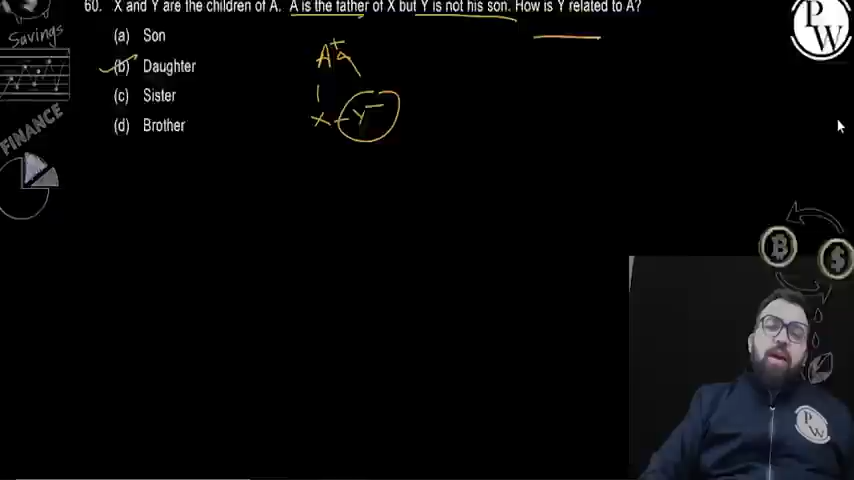 60. X and Y are the children of A. A is the father of X but Y is not his son. How is Y related to A?
(a) Son
(b) Daughter
(c) Sister
(d) Brother
A+
X - Y-
Savings
FINANCE
P
W
B
$
P
W